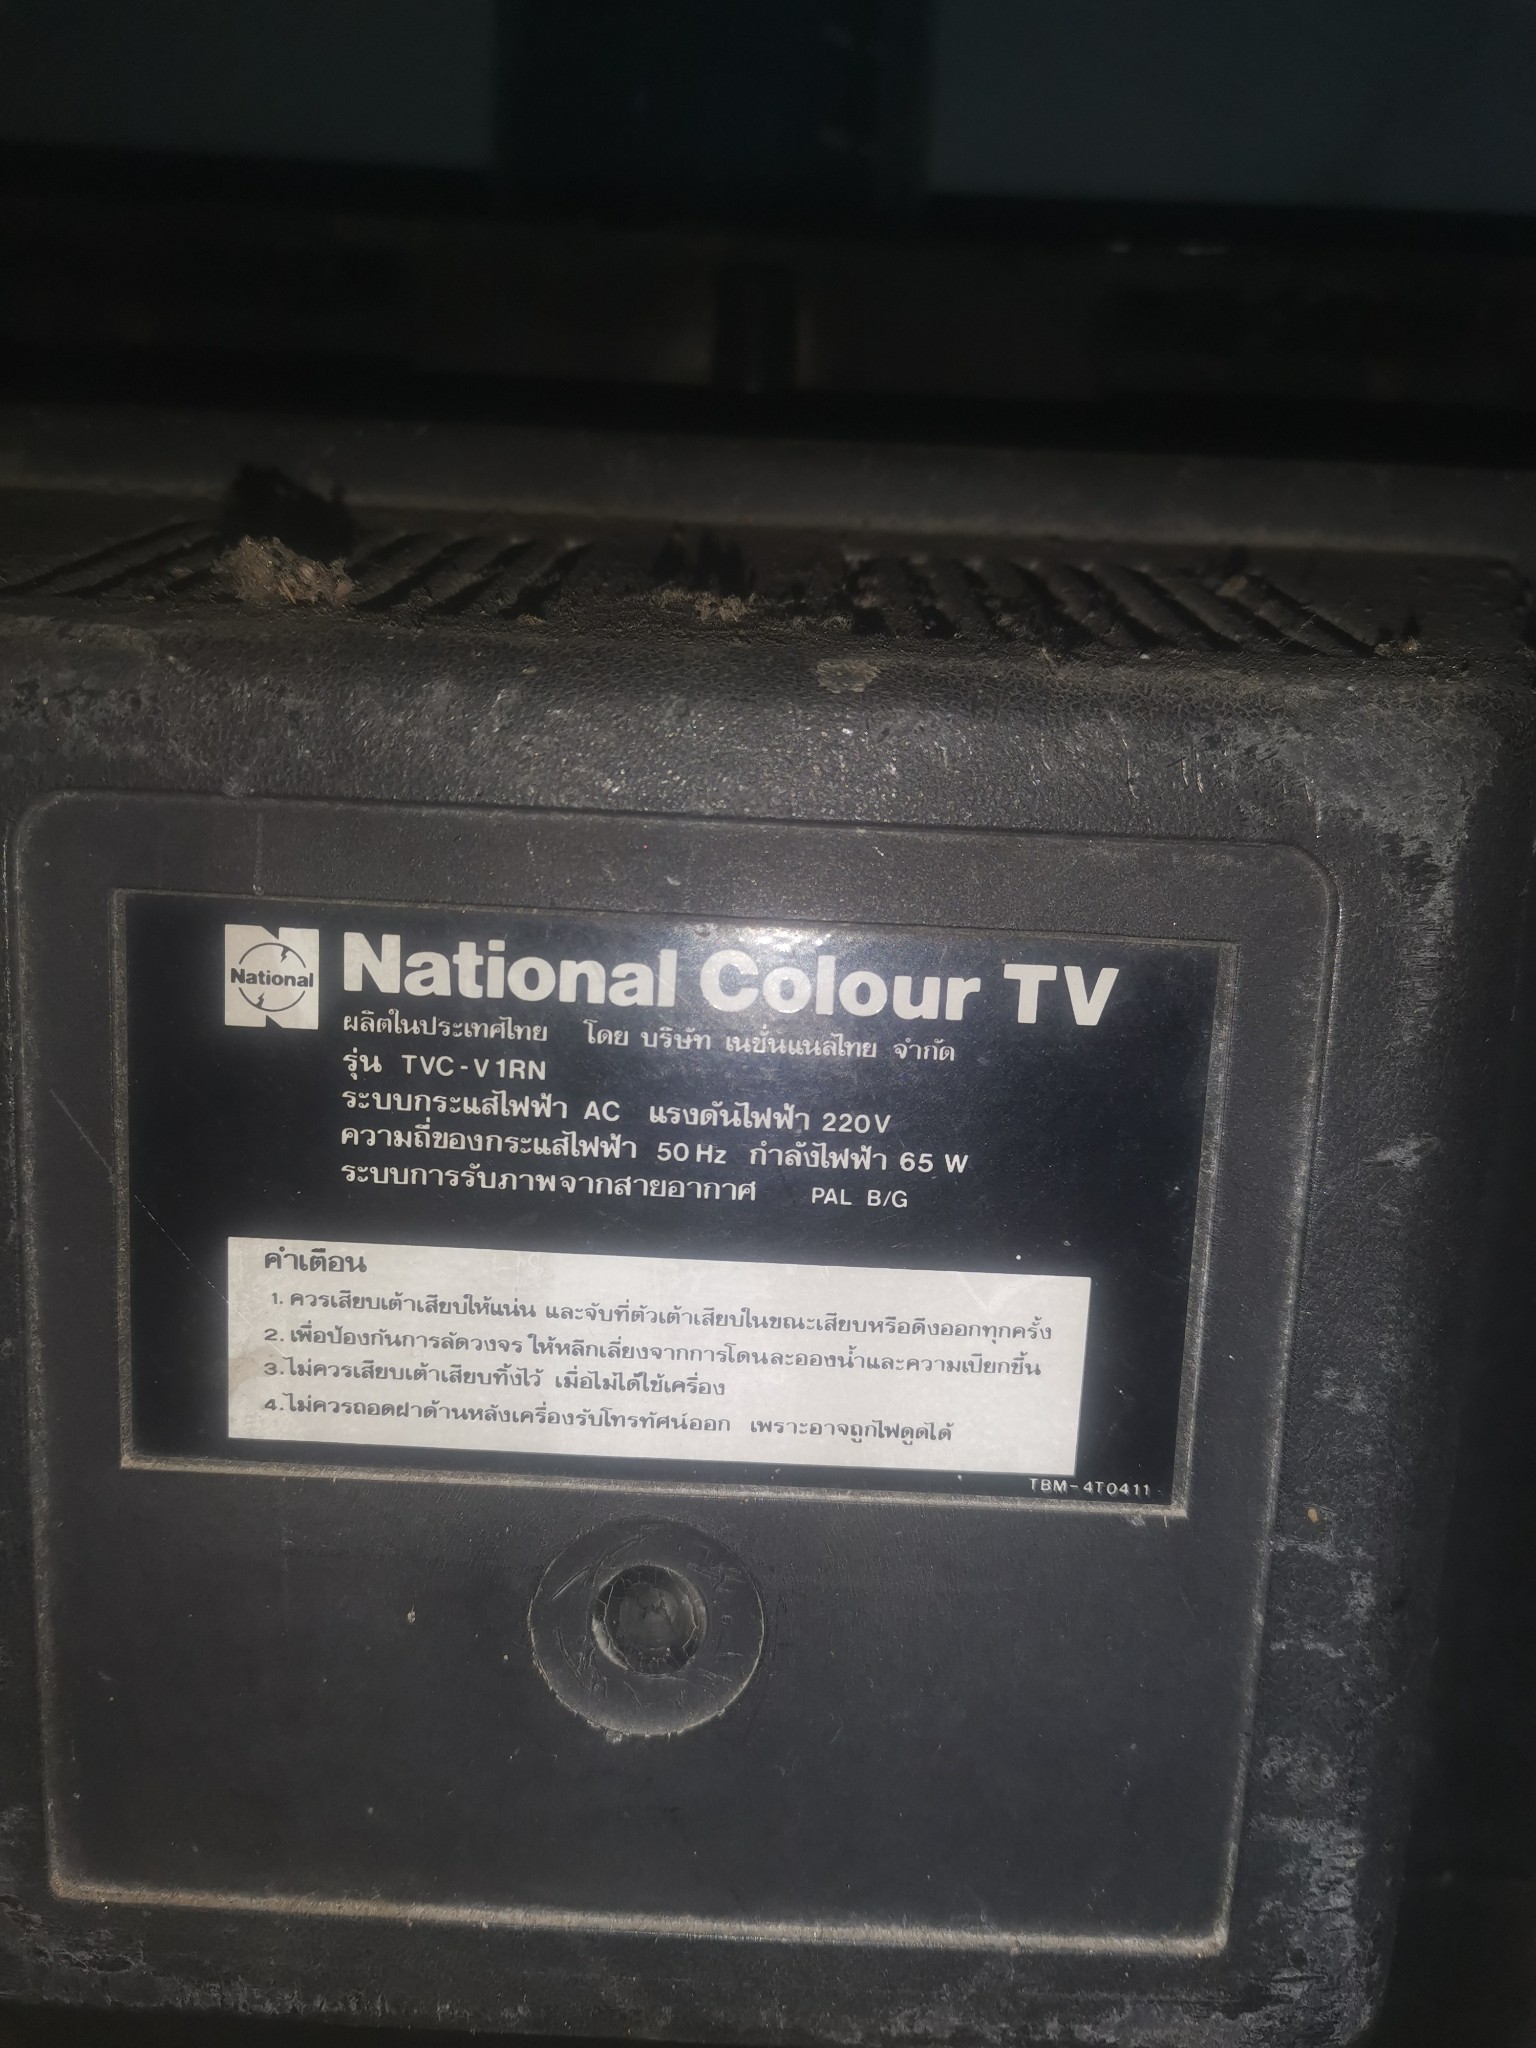 National
National Colour TV
ผลิตในประเทศไทย โดย บริษัท เนชั่นแนลไทย จำกัด
รุ่น TVC-V1RN
ระบบกระแสไฟฟ้า AC แรงดันไฟฟ้า 220V
ความถี่ของกระแสไฟฟ้า 50Hz กำลังไฟฟ้า 65 W
ระบบการรับภาพจากสายอากาศ PAL B/G
คำเตือน
1. ควรเสียบเต้าเสียบให้แน่น และจับที่ตัวเต้าเสียบในขณะเสียบหรือดึงออกทุกครั้ง
2. เพื่อป้องกันการลัดวงจร ให้หลีกเลี่ยงจากการโดนละอองน้ำและความเปียกชื้น
3. ไม่ควรเสียบเต้าเสียบทิ้งไว้ เมื่อไม่ได้ใช้เครื่อง
4. ไม่ควรถอดฝาด้านหลังเครื่องรับโทรทัศน์ออก เพราะอาจถูกไฟดูดได้
TBM-4T0411